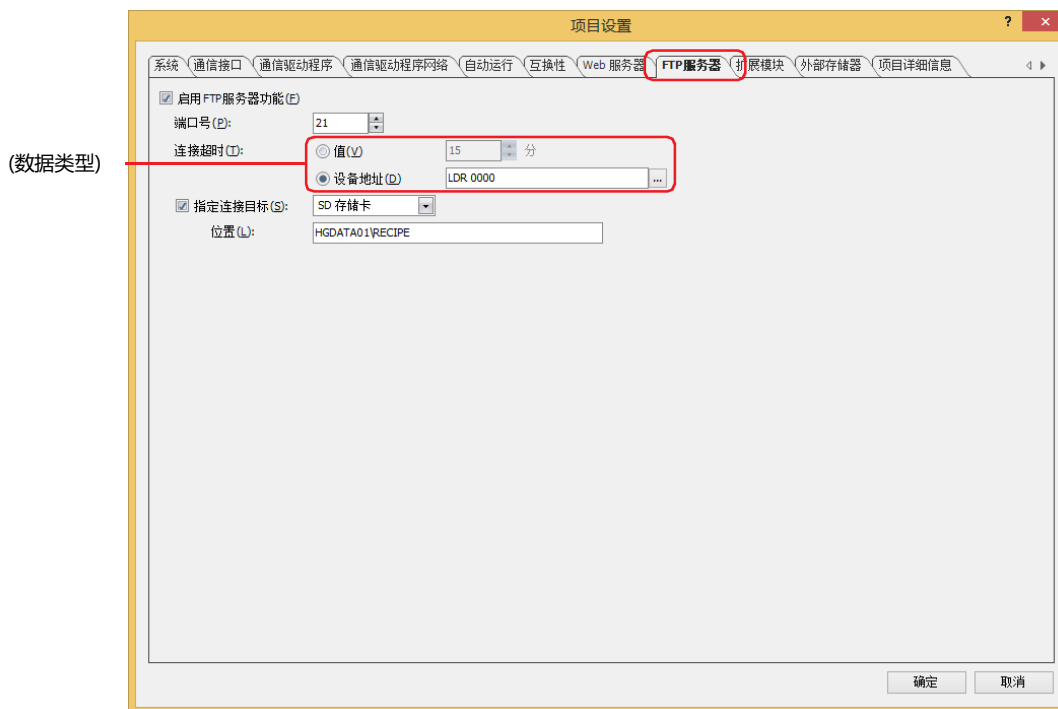 项目设置
? ×
系统 通信接口 通信驱动程序 通信驱动程序网络 自动运行 互换性 Web 服务器 FTP服务器 扩展模块 外部存储器 项目详细信息
启用 FTP服务器功能(F)
端口号(P): 21
连接超时(T): 值(V) 15 分
(数据类型)
设备地址(D) LDR 0000 ...
指定连接目标(S): SD 存储卡
位置(L): HGDATA01\RECIPE
确定 取消